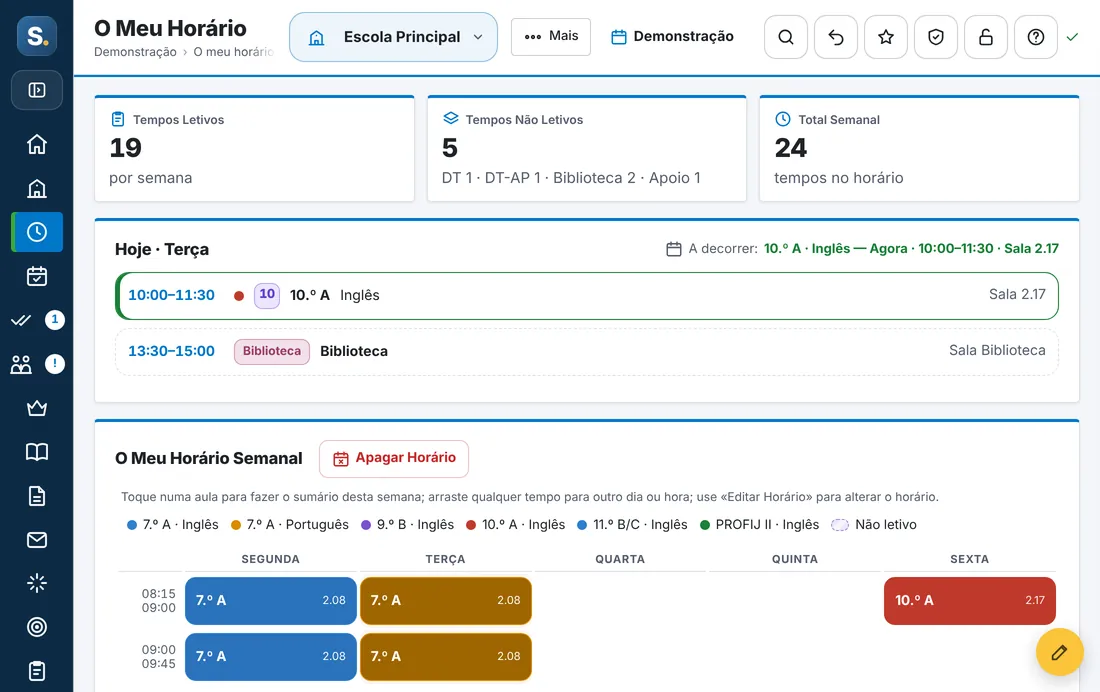 S.
O Meu Horário
Demonstração › O meu horário
Escola Principal
Mais
Demonstração
Tempos Letivos
19
por semana
Tempos Não Letivos
5
DT 1 · DT-AP 1 · Biblioteca 2 · Apoio 1
Total Semanal
24
tempos no horário
1
!
Hoje · Terça
A decorrer: 10.º A · Inglês — Agora · 10:00–11:30 · Sala 2.17
10:00–11:30 10 10.º A Inglês Sala 2.17
13:30–15:00 Biblioteca Biblioteca Sala Biblioteca
O Meu Horário Semanal
Apagar Horário
Toque numa aula para fazer o sumário desta semana; arraste qualquer tempo para outro dia ou hora; use «Editar Horário» para alterar o horário.
7.º A · Inglês 7.º A · Português 9.º B · Inglês 10.º A · Inglês 11.º B/C · Inglês PROFIJ II · Inglês Não letivo
SEGUNDA TERÇA QUARTA QUINTA SEXTA
08:15
09:00
7.º A 2.08
7.º A 2.08
10.º A 2.17
09:00
09:45
7.º A 2.08
7.º A 2.08